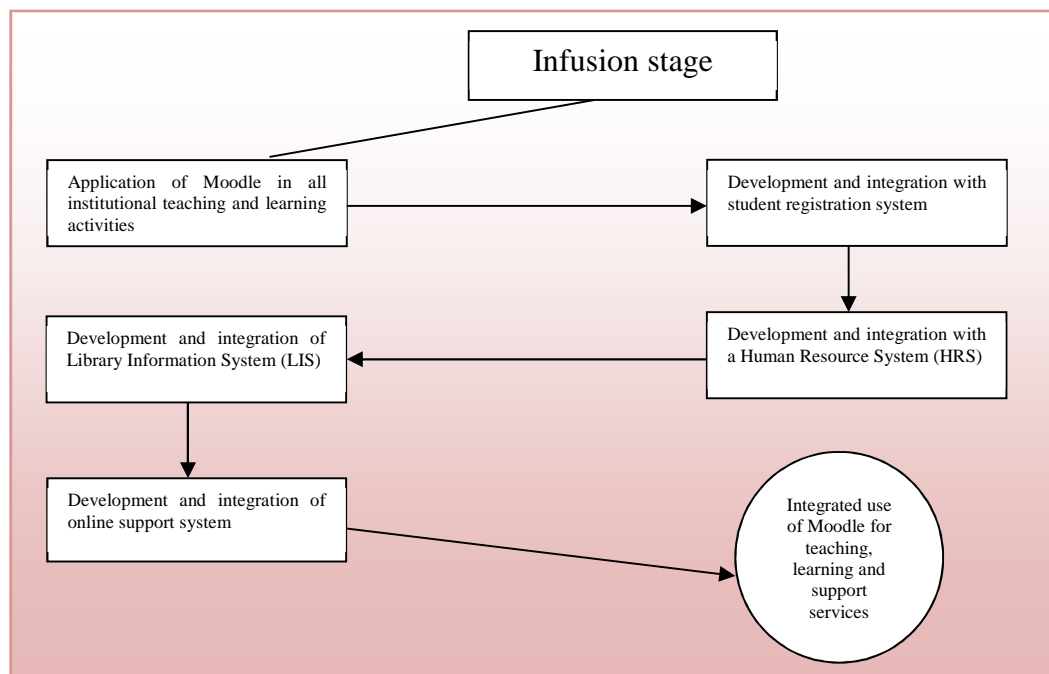 Infusion stage
Application of Moodle in all
institutional teaching and learning
activities
Development and integration with
student registration system
Development and integration of
Library Information System (LIS)
Development and integration with
a Human Resource System (HRS)
Development and integration of
online support system
Integrated use
of Moodle for
teaching,
learning and
support
services